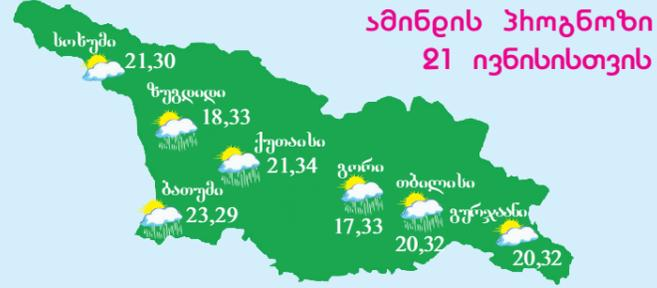 ამინდის პროგნოზი
21 ივნისისთვის
სოხუმი
21,30
ზუგდიდი
18,33
ქუთაისი
21,34
ბათუმი
23,29
გორი
17,33
თბილისი
20,32
გურჯაანი
20,32